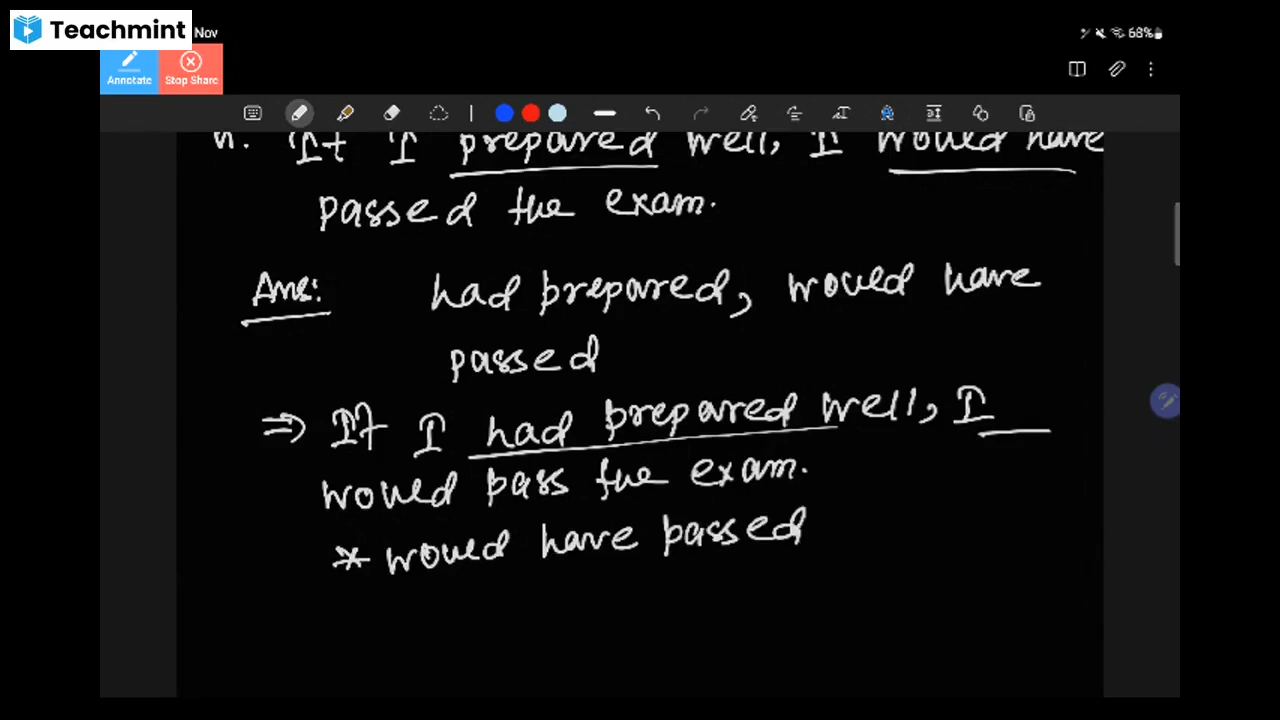 Teachmint
Nov
68%
Annotate
Stop Share
n. If I prepared well, I would have
passed the exam.
Ans: had prepared, would have
passed
⇒ If I had prepared well, I
would pass the exam.
* would have passed